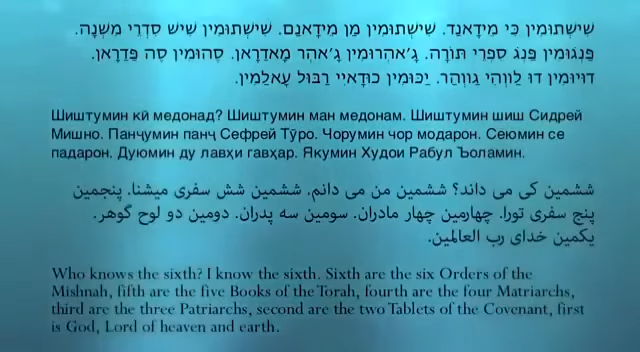 שִׁישְׁתוּמִין כִּי מֵידָאנַד. שִׁישְׁתוּמִין מַן מֵידָאנַם. שִׁישְׁתוּמִין שִׁישׁ סִדְרֵי מִשְׁנָה.
פַּנְגוּמִין פַּנְג סִפְרֵי תּוֹרָה. גָ׳אהְרוּמִין גָ׳אהְר מָאדַרָאן. סֵהוּמִין סֵה פַּדַרָאן.
דוּיוּמִין דוּ לַוְוחֵי גַוְוהַר. יַכּוּמִין כוּדָאיִי רַבּוּל עָאלַמִין.
Шиштумин кӣ медонад? Шиштумин ман медонам. Шиштумин шиш Сидрей
Мишно. Панҷумин панҷ Сефрей Тӯро. Чорумин чор модарон. Сеюмин се
падарон. Дуюмин ду лавҳи гавҳар. Якумин Худои Рабул Ъоламин.
ششمین کی می داند؟ ششمین من می دانم. ششمین شش سفری میشنا. پنجمین
پنج سفری تورا. چهارمین چهار مادران. سومین سه پدران. دومین دو لوح گوهر.
یکمین خدای رب العالمین.
Who knows the sixth? I know the sixth. Sixth are the six Orders of the
Mishnah, fifth are the five Books of the Torah, fourth are the four Matriarchs,
third are the three Patriarchs, second are the two Tablets of the Covenant, first
is God, Lord of heaven and earth.